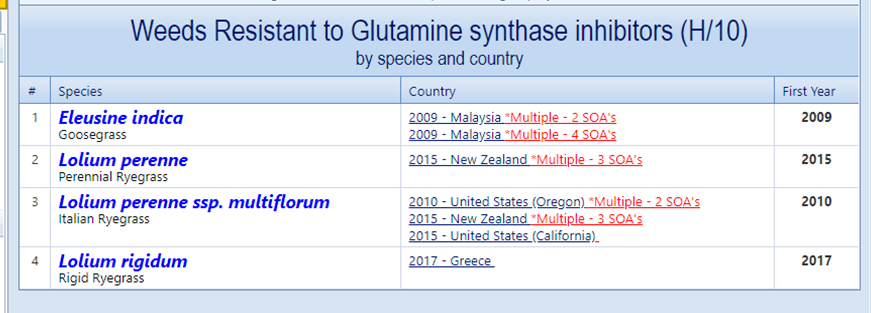 Weeds Resistant to Glutamine synthase inhibitors (H/10)
by species and country
# Species Country First Year
1 Eleusine indica 2009 - Malaysia *Multiple - 2 SOA's 2009
Goosegrass 2009 - Malaysia *Multiple - 4 SOA's
2 Lolium perenne 2015 - New Zealand *Multiple - 3 SOA's 2015
Perennial Ryegrass
3 Lolium perenne ssp. multiflorum 2010 - United States (Oregon) *Multiple - 2 SOA's 2010
Italian Ryegrass 2015 - New Zealand *Multiple - 3 SOA's
2015 - United States (California)
4 Lolium rigidum 2017 - Greece 2017
Rigid Ryegrass